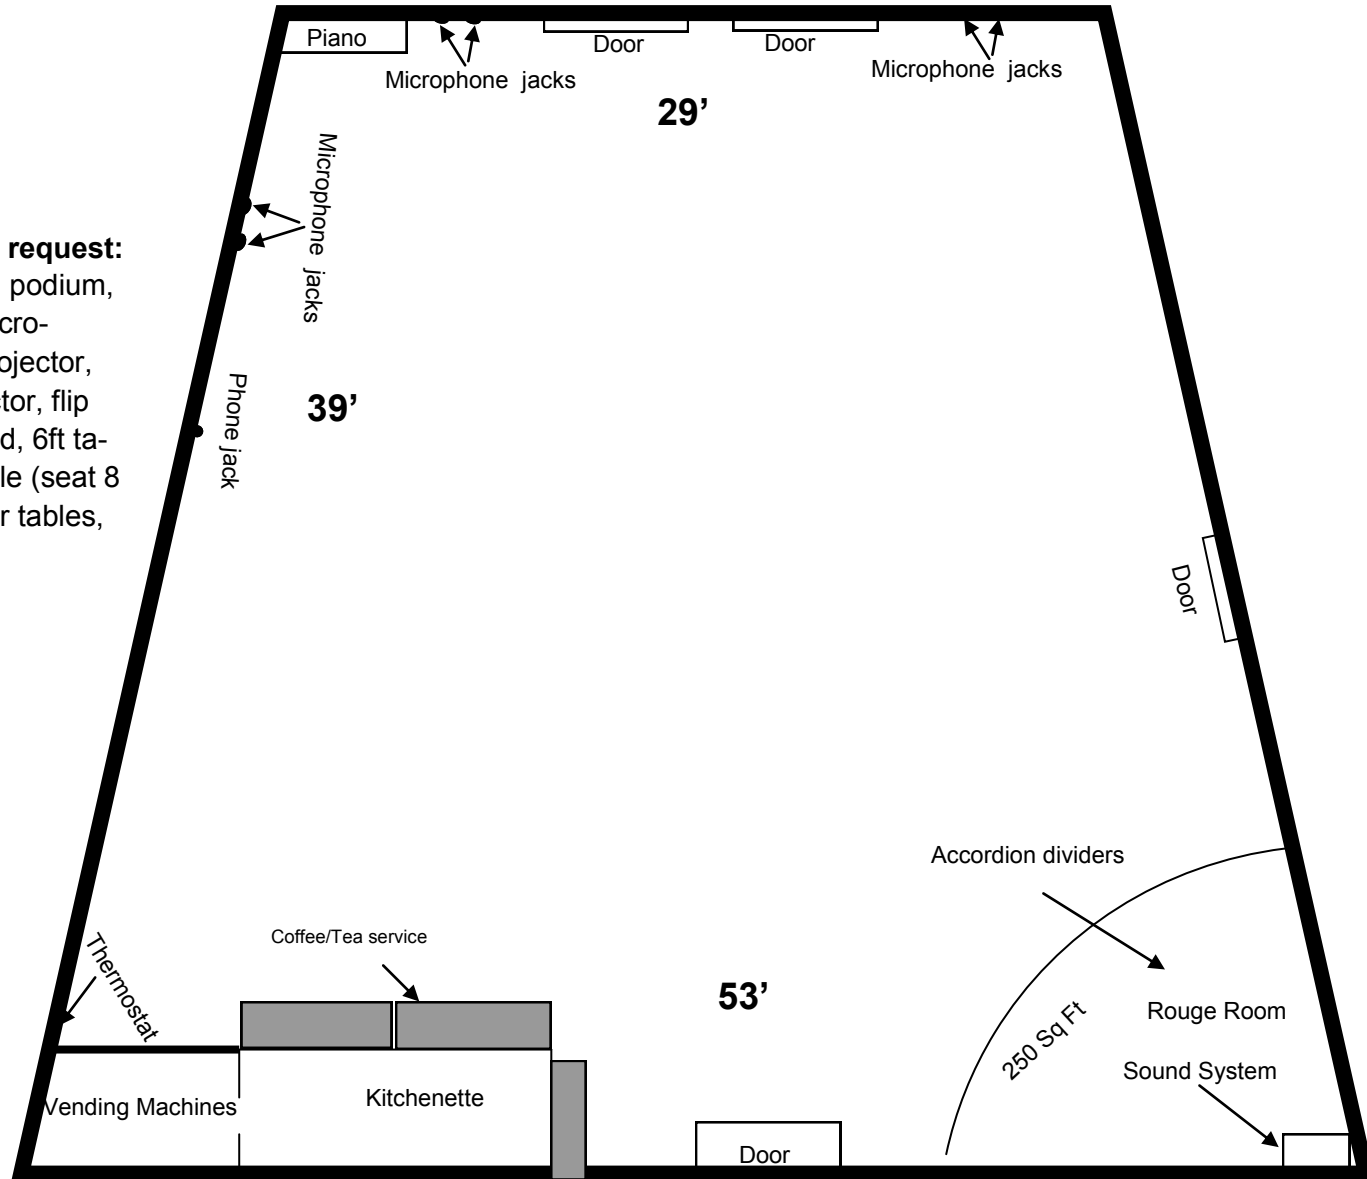 Piano
Door
Door
Microphone jacks
Microphone jacks
29’
Microphone jacks
request:
podium,
cro-
ojector,
tor, flip
d, 6ft ta-
le (seat 8
r tables,
Phone jack
39’
Door
Accordion dividers
Thermostat
Coffee/Tea service
53’
250 Sq Ft
Rouge Room
Sound System
Vending Machines
Kitchenette
Door